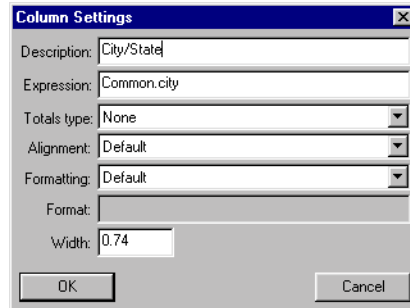 Column Settings
Description: City/State
Expression: Common.city
Totals type: None
Alignment: Default
Formatting: Default
Format:
Width: 0.74
OK Cancel